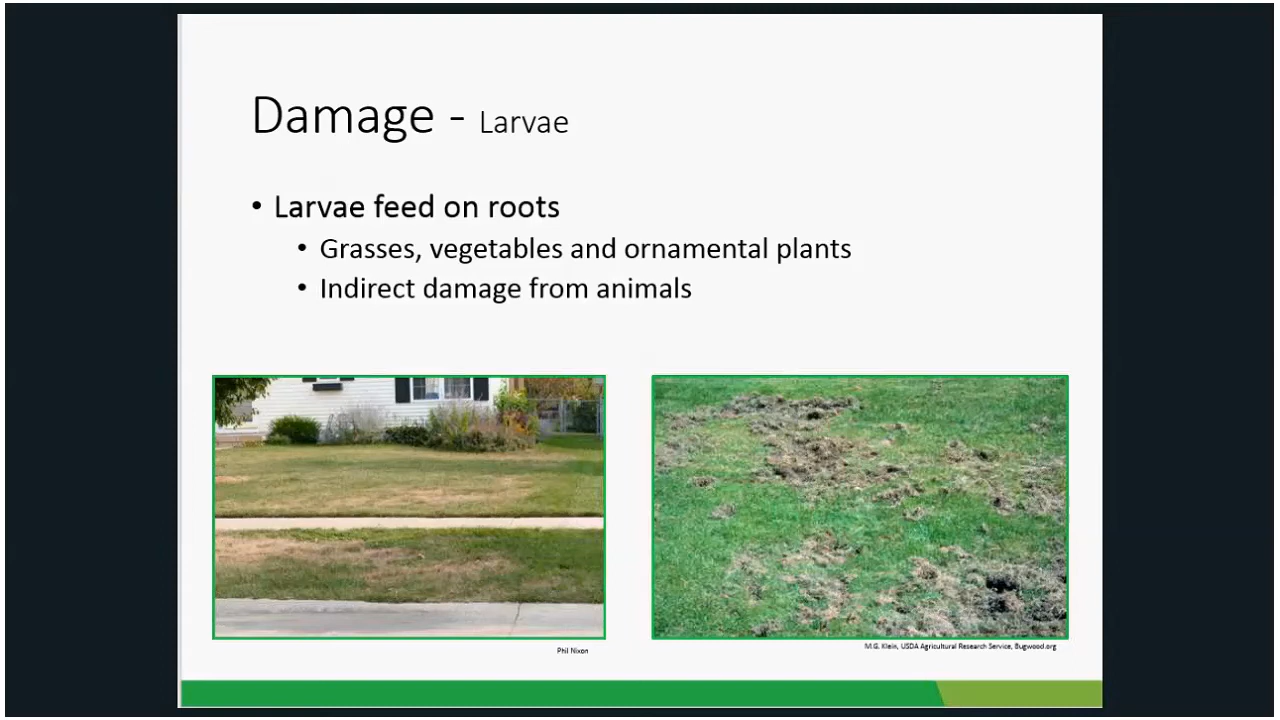 Damage - Larvae
• Larvae feed on roots
• Grasses, vegetables and ornamental plants
• Indirect damage from animals
Phil Nixon
M.G. Klein, USDA Agricultural Research Service, Bugwood.org